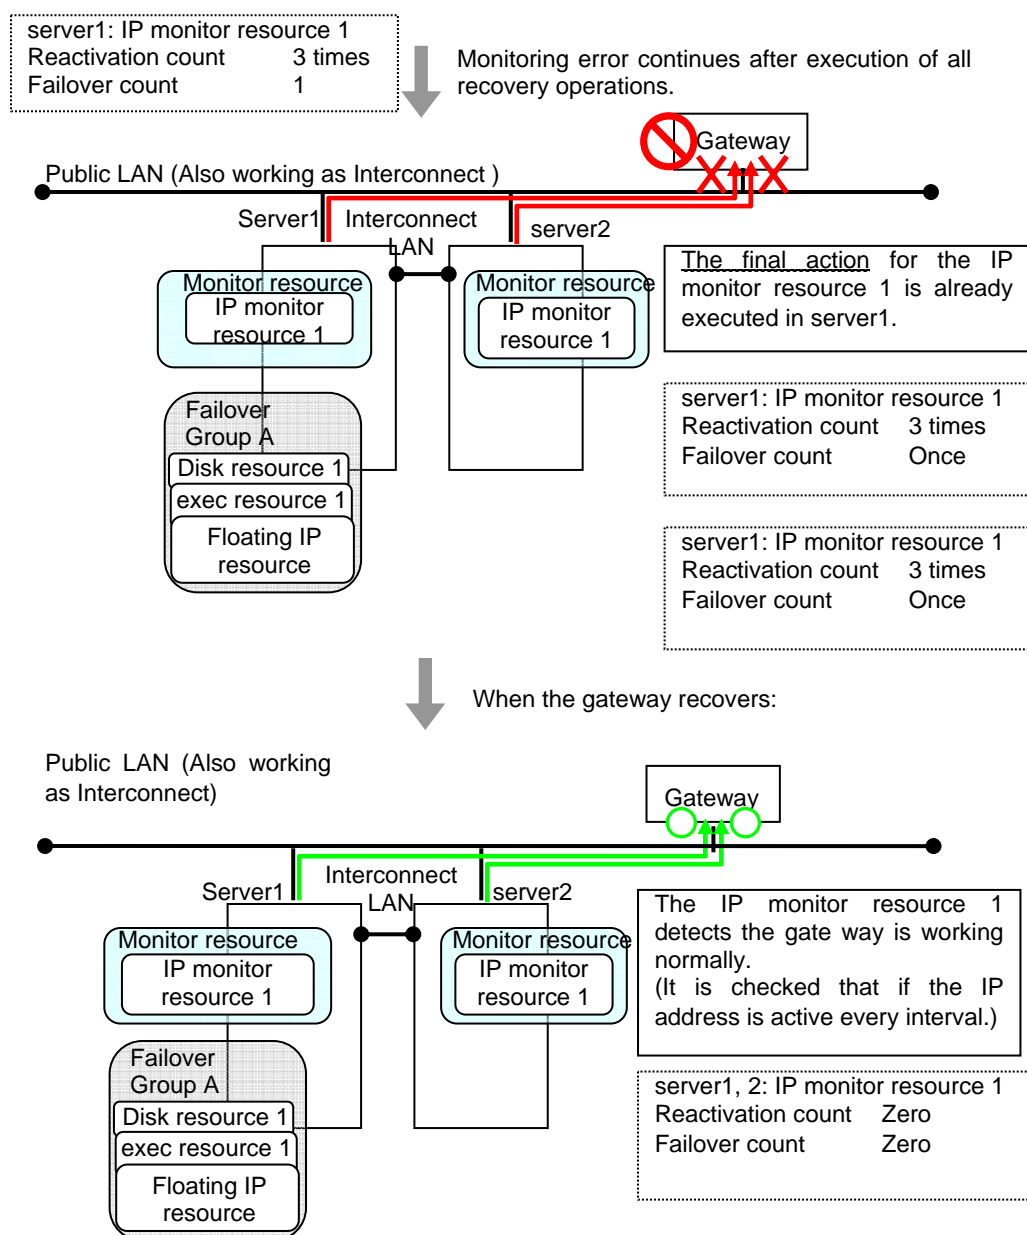 server1: IP monitor resource 1
Reactivation count 3 times
Failover count 1
Monitoring error continues after execution of all
recovery operations.
Gateway
Public LAN (Also working as Interconnect )
Server1
Interconnect
LAN
server2
Monitor resource
IP monitor
resource 1
Monitor resource
IP monitor
resource 1
The final action for the IP
monitor resource 1 is already
executed in server1.
Failover
Group A
Disk resource 1
exec resource 1
Floating IP
resource
server1: IP monitor resource 1
Reactivation count 3 times
Failover count Once
server1: IP monitor resource 1
Reactivation count 3 times
Failover count Once
When the gateway recovers:
Public LAN (Also working
as Interconnect)
Gateway
Server1
Interconnect
LAN
server2
Monitor resource
IP monitor
resource 1
Monitor resource
IP monitor
resource 1
The IP monitor resource 1
detects the gate way is working
normally.
(It is checked that if the IP
address is active every interval.)
Failover
Group A
Disk resource 1
exec resource 1
Floating IP
resource
server1, 2: IP monitor resource 1
Reactivation count Zero
Failover count Zero